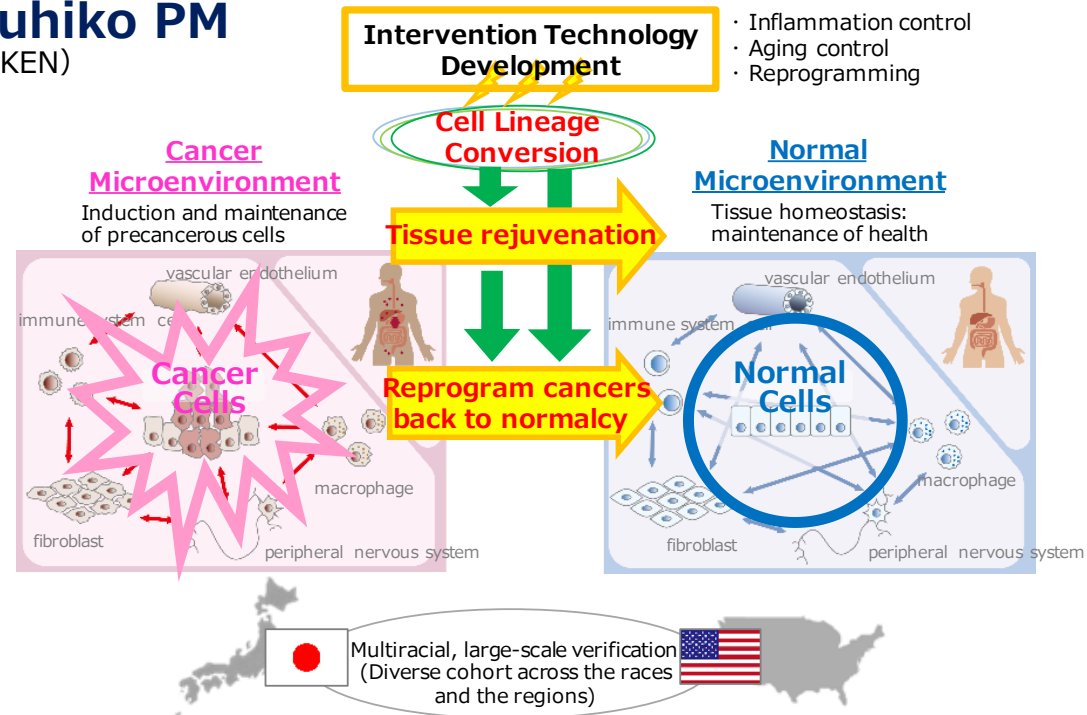 uhiko PM
KEN）
Intervention Technology
Development
· Inflammation control
· Aging control
· Reprogramming
Cell Lineage
Conversion
Cancer
Microenvironment
Induction and maintenance
of precancerous cells
Normal
Microenvironment
Tissue homeostasis:
maintenance of health
Tissue rejuvenation
vascular endothelium
immune system cell
Cancer
Cells
macrophage
fibroblast
peripheral nervous system
Reprogram cancers
back to normalcy
vascular endothelium
immune system cell
Normal
Cells
macrophage
fibroblast
peripheral nervous system
Multiracial, large-scale verification
(Diverse cohort across the races
and the regions)